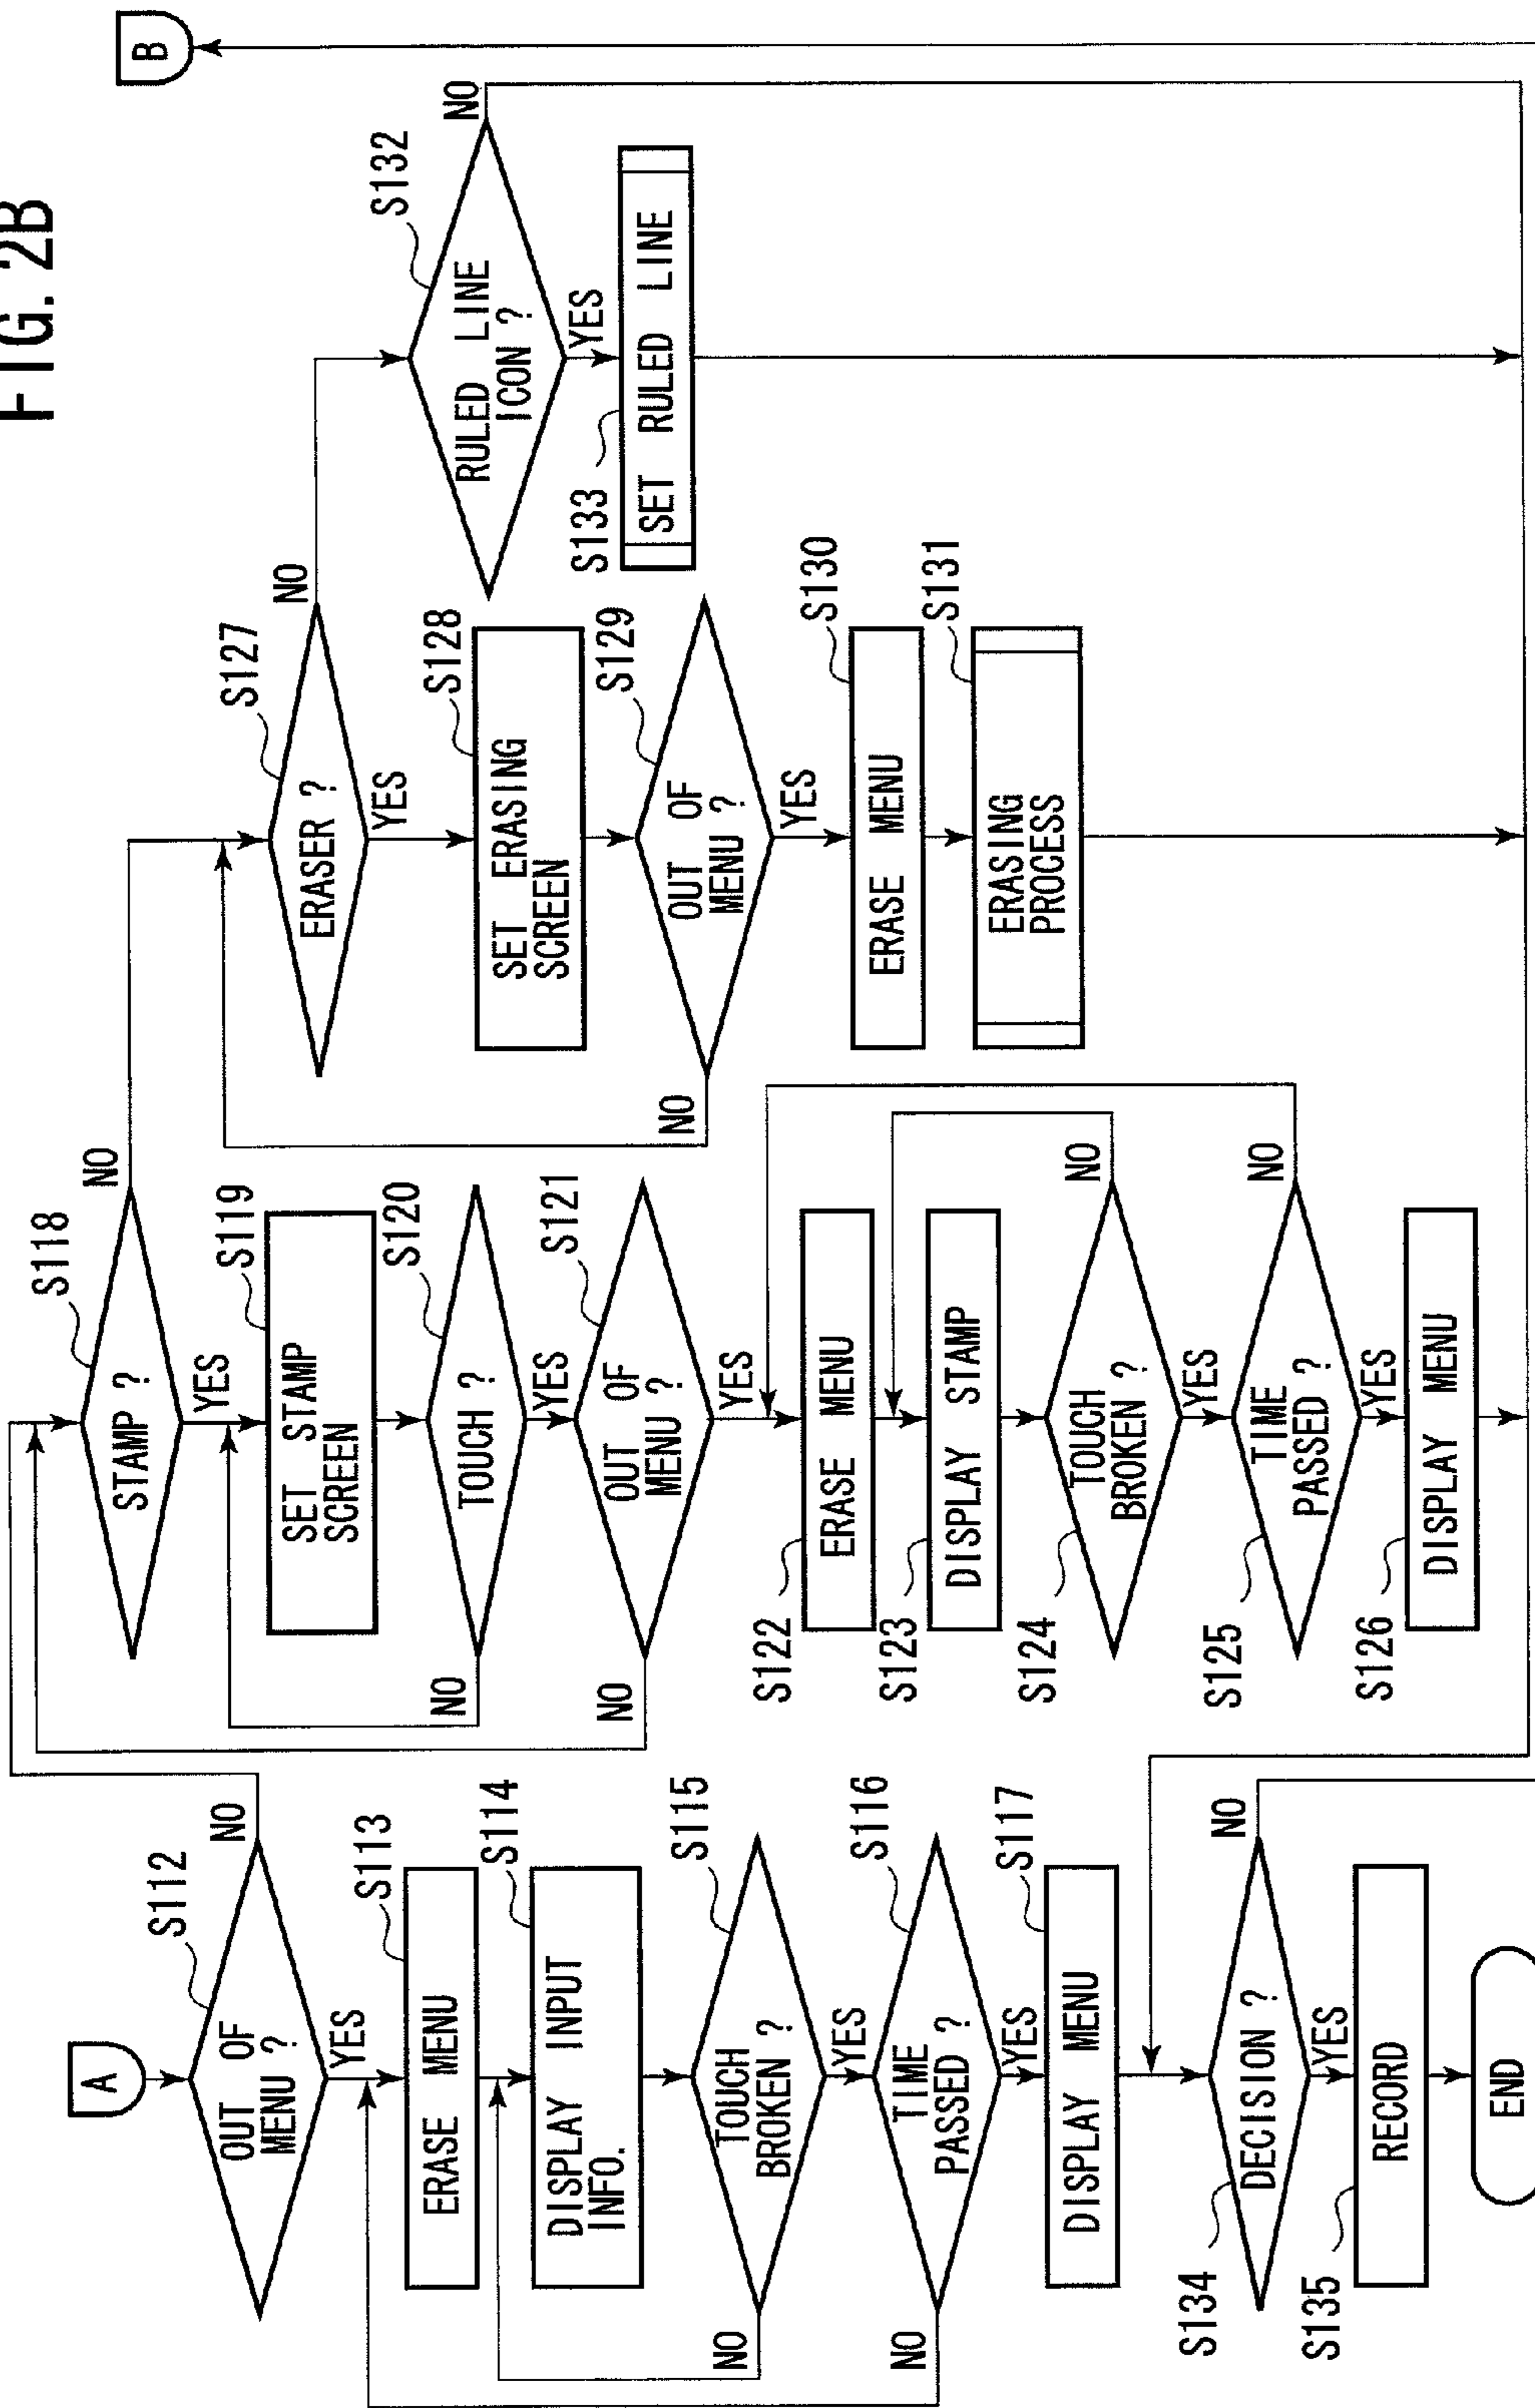 FIG. 2B
A
S112
OUT OF
MENU ?
NO
YES
S113
ERASE MENU
S114
DISPLAY INPUT
INFO.
S115
TOUCH
BROKEN ?
NO
YES
S116
TIME
PASSED ?
NO
YES
S117
DISPLAY MENU
S134
DECISION ?
NO
YES
S135
RECORD
END
S118
STAMP ?
NO
YES
S119
SET STAMP
SCREEN
S120
TOUCH ?
NO
YES
S121
OUT OF
MENU ?
NO
YES
S122
ERASE MENU
S123
DISPLAY STAMP
S124
TOUCH
BROKEN ?
NO
YES
S125
TIME
PASSED ?
NO
YES
S126
DISPLAY MENU
S127
ERASER ?
NO
YES
S128
SET ERASING
SCREEN
S129
OUT OF
MENU ?
NO
YES
S130
ERASE MENU
S131
ERASING
PROCESS
S132
RULED LINE
ICON ?
NO
YES
S133
SET RULED LINE
B